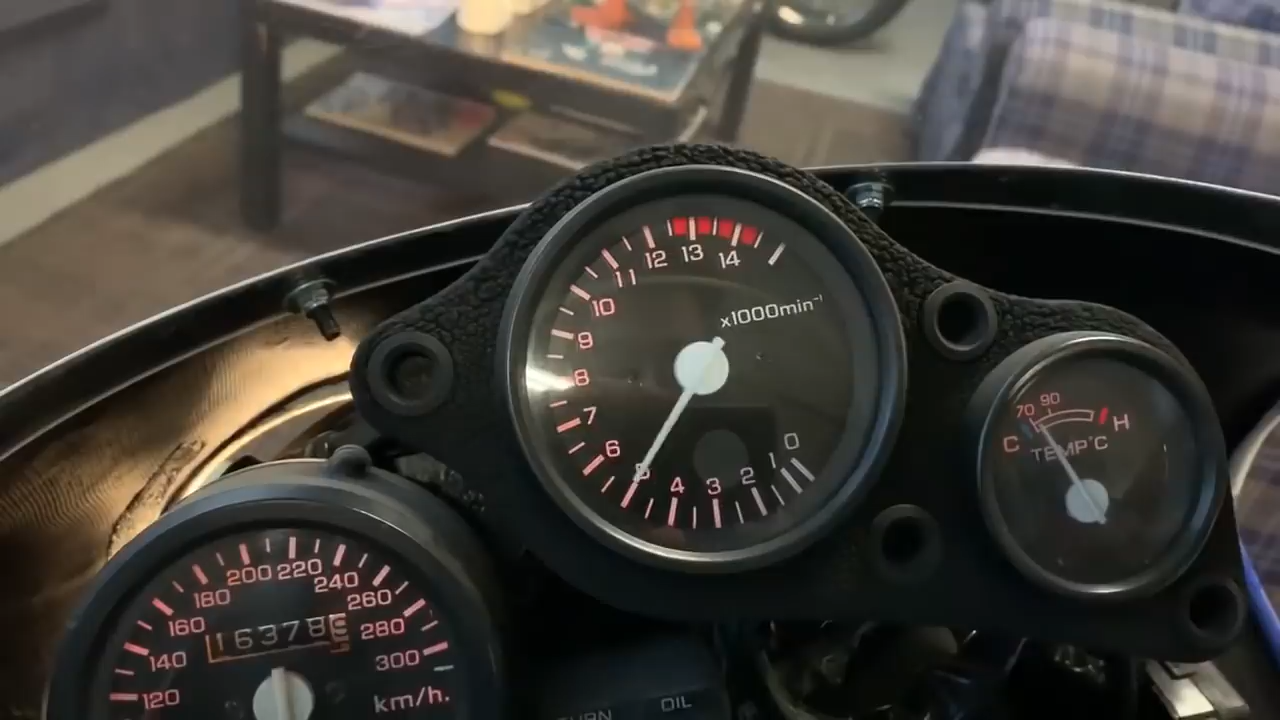 12 13 14
11
10
9
8
7
6
5 4 3 2 1 0
x1000min⁻¹
70 90
C H
TEMP°C
200 220
180 240
160 260
140 280
120 300
16378
km/h.
OIL